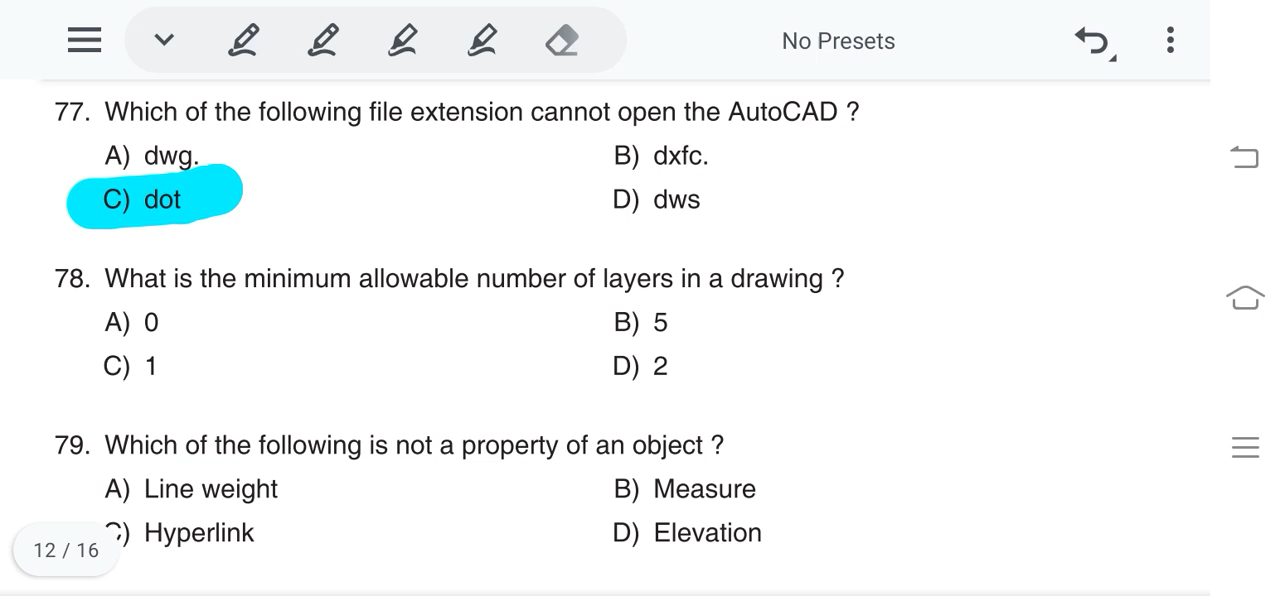 No Presets
77. Which of the following file extension cannot open the AutoCAD ?
A) dwg. B) dxfc.
C) dot D) dws
78. What is the minimum allowable number of layers in a drawing ?
A) 0 B) 5
C) 1 D) 2
79. Which of the following is not a property of an object ?
A) Line weight B) Measure
C) Hyperlink D) Elevation
12 / 16